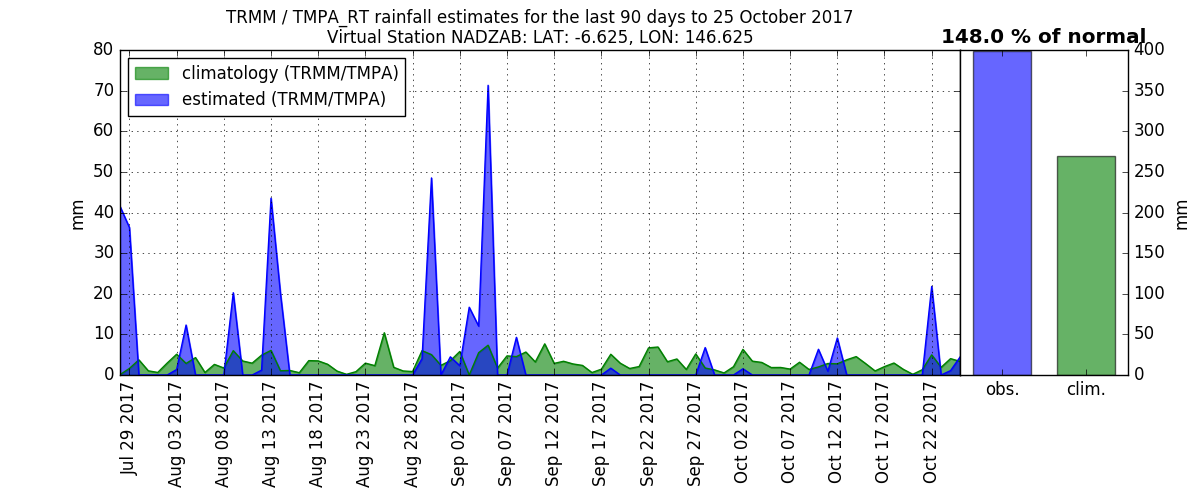 TRMM / TMPA_RT rainfall estimates for the last 90 days to 25 October 2017
Virtual Station NADZAB: LAT: -6.625, LON: 146.625
148.0 % of normal
climatology (TRMM/TMPA)
estimated (TRMM/TMPA)
80
70
60
50
40
30
20
10
0
mm
Jul 29 2017
Aug 03 2017
Aug 08 2017
Aug 13 2017
Aug 18 2017
Aug 23 2017
Aug 28 2017
Sep 02 2017
Sep 07 2017
Sep 12 2017
Sep 17 2017
Sep 22 2017
Sep 27 2017
Oct 02 2017
Oct 07 2017
Oct 12 2017
Oct 17 2017
Oct 22 2017
obs.
clim.
400
350
300
250
200
150
100
50
0
mm